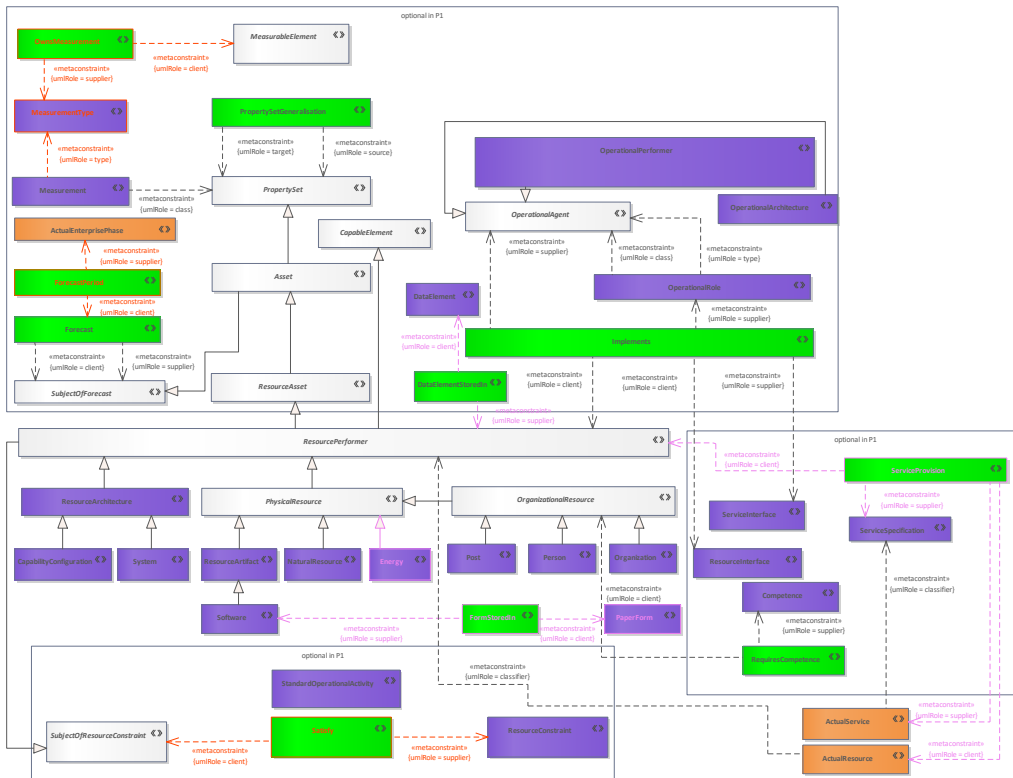 optional in P1
OwnsMeasurement
MeasurableElement
«metaconstraint»
{umlRole = client}
«metaconstraint»
{umlRole = supplier}
PropertySetGeneralisation
«metaconstraint»
{umlRole = type}
«metaconstraint»
{umlRole = target}
«metaconstraint»
{umlRole = source}
OperationalPerformer
Measurement
«metaconstraint»
{umlRole = class}
PropertySet
OperationalAgent
OperationalArchitecture
ActualEnterprisePhase
CapableElement
«metaconstraint»
{umlRole = supplier}
«metaconstraint»
{umlRole = supplier}
«metaconstraint»
{umlRole = class}
«metaconstraint»
{umlRole = type}
ForecastPeriod
Asset
OperationalRole
DataElement
«metaconstraint»
{umlRole = client}
«metaconstraint»
{umlRole = supplier}
Forecast
«metaconstraint»
{umlRole = client}
Implements
«metaconstraint»
{umlRole = client}
«metaconstraint»
{umlRole = supplier}
«metaconstraint»
{umlRole = client}
«metaconstraint»
{umlRole = client}
«metaconstraint»
{umlRole = supplier}
SubjectOfForecast
ResourceAsset
DataElementStoredIn
«metaconstraint»
{umlRole = supplier}
ResourcePerformer
optional in P1
«metaconstraint»
{umlRole = client}
ServiceProvision
«metaconstraint»
{umlRole = supplier}
ResourceArchitecture
PhysicalResource
OrganizationalResource
ServiceInterface
ServiceSpecification
CapabilityConfiguration
System
ResourceArtifact
NaturalResource
Energy
Post
Person
Organization
ResourceInterface
«metaconstraint»
{umlRole = client}
«metaconstraint»
{umlRole = classifier}
Competence
Software
«metaconstraint»
{umlRole = supplier}
FormStoredIn
«metaconstraint»
{umlRole = client}
PaperForm
«metaconstraint»
{umlRole = supplier}
RequiresCompetence
optional in P1
«metaconstraint»
{umlRole = classifier}
StandardOperationalActivity
SubjectOfResourceConstraint
Satisfy
ResourceConstraint
«metaconstraint»
{umlRole = client}
«metaconstraint»
{umlRole = supplier}
ActualService
«metaconstraint»
{umlRole = supplier}
ActualResource
«metaconstraint»
{umlRole = client}